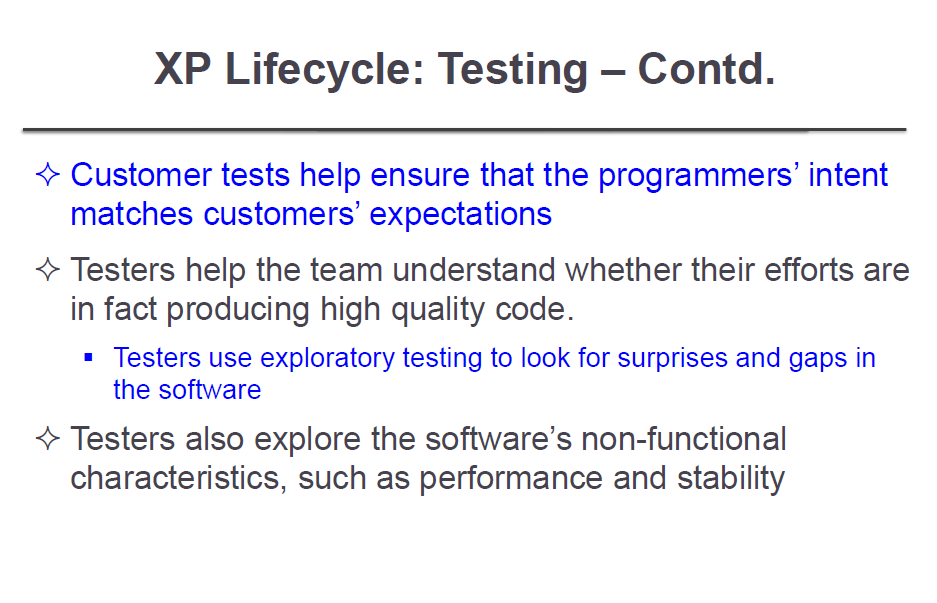 XP Lifecycle: Testing – Contd.
Customer tests help ensure that the programmers’ intent
matches customers’ expectations
Testers help the team understand whether their efforts are
in fact producing high quality code.
Testers use exploratory testing to look for surprises and gaps in
the software
Testers also explore the software’s non-functional
characteristics, such as performance and stability